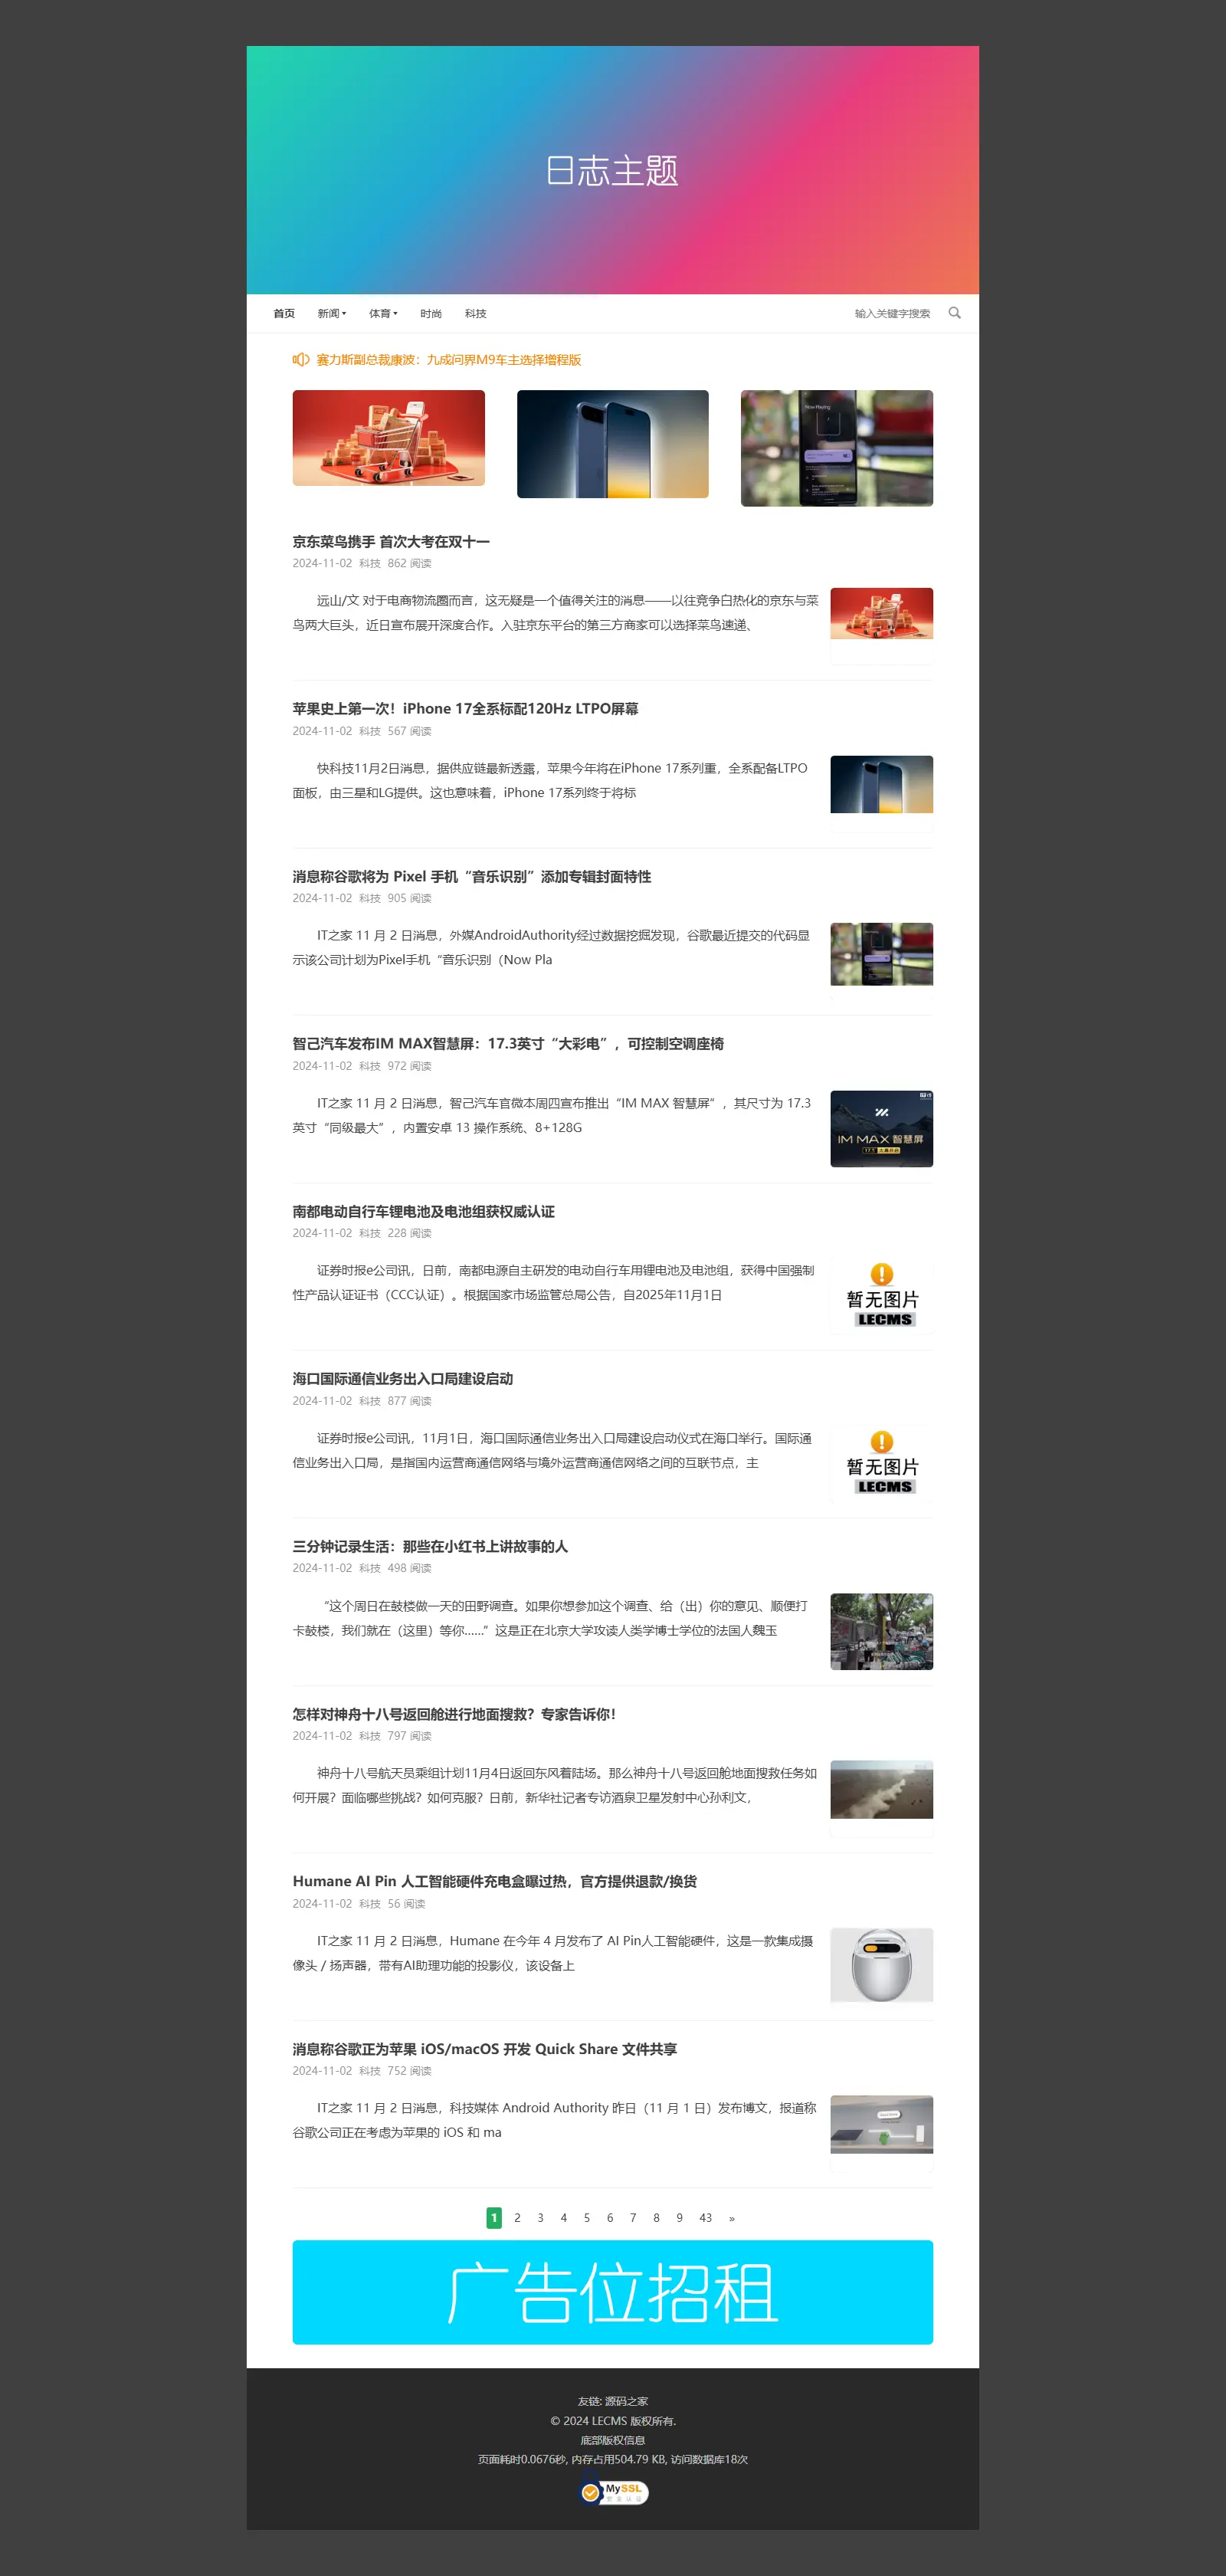 日志主题
首页 新闻 体育 时尚 科技 输入关键字搜索
赛力斯副总裁康波：九成问界M9车主选择增程版
Now Playing
京东菜鸟携手 首次大考在双十一
2024-11-02 科技 862 阅读
远山/文 对于电商物流圈而言，这无疑是一个值得关注的消息——以往竞争白热化的京东与菜
鸟两大巨头，近日宣布展开深度合作。入驻京东平台的第三方商家可以选择菜鸟速递、
苹果史上第一次！iPhone 17全系标配120Hz LTPO屏幕
2024-11-02 科技 567 阅读
快科技11月2日消息，据供应链最新透露，苹果今年将在iPhone 17系列重，全系配备LTPO
面板，由三星和LG提供。这也意味着，iPhone 17系列终于将标
消息称谷歌将为 Pixel 手机“音乐识别”添加专辑封面特性
2024-11-02 科技 905 阅读
IT之家 11 月 2 日消息，外媒AndroidAuthority经过数据挖掘发现，谷歌最近提交的代码显
示该公司计划为Pixel手机“音乐识别（Now Pla
智己汽车发布IM MAX智慧屏：17.3英寸“大彩电”，可控制空调座椅
2024-11-02 科技 972 阅读
IT之家 11 月 2 日消息，智己汽车官微本周四宣布推出“IM MAX 智慧屏”，其尺寸为 17.3
英寸“同级最大”，内置安卓 13 操作系统、8+128G
IM MAX 智慧屏
南都电动自行车锂电池及电池组获权威认证
2024-11-02 科技 228 阅读
证券时报e公司讯，日前，南都电源自主研发的电动自行车用锂电池及电池组，获得中国强制
性产品认证证书（CCC认证）。根据国家市场监管总局公告，自2025年11月1日
暂无图片
LECMS
海口国际通信业务出入口局建设启动
2024-11-02 科技 877 阅读
证券时报e公司讯，11月1日，海口国际通信业务出入口局建设启动仪式在海口举行。国际通
信业务出入口局，是指国内运营商通信网络与境外运营商通信网络之间的互联节点，主
暂无图片
LECMS
三分钟记录生活：那些在小红书上讲故事的人
2024-11-02 科技 498 阅读
“这个周日在鼓楼做一天的田野调查。如果你想参加这个调查、给（出）你的意见、顺便打
卡鼓楼，我们就在（这里）等你……”这是正在北京大学攻读人类学博士学位的法国人魏玉
怎样对神舟十八号返回舱进行地面搜救？专家告诉你！
2024-11-02 科技 797 阅读
神舟十八号航天员乘组计划11月4日返回东风着陆场。那么神舟十八号返回舱地面搜救任务如
何开展？面临哪些挑战？如何克服？日前，新华社记者专访酒泉卫星发射中心孙利文，
Humane AI Pin 人工智能硬件充电盒曝过热，官方提供退款/换货
2024-11-02 科技 56 阅读
IT之家 11 月 2 日消息，Humane 在今年 4 月发布了 AI Pin人工智能硬件，这是一款集成摄
像头 / 扬声器，带有AI助理功能的投影仪，该设备上
消息称谷歌正为苹果 iOS/macOS 开发 Quick Share 文件共享
2024-11-02 科技 752 阅读
IT之家 11 月 2 日消息，科技媒体 Android Authority 昨日（11 月 1 日）发布博文，报道称
谷歌公司正在考虑为苹果的 iOS 和 ma
1 2 3 4 5 6 7 8 9 43 »
广告位招租
友链: 源码之家
© 2024 LECMS 版权所有.
底部版权信息
页面耗时0.0676秒, 内存占用504.79 KB, 访问数据库18次
MySSL